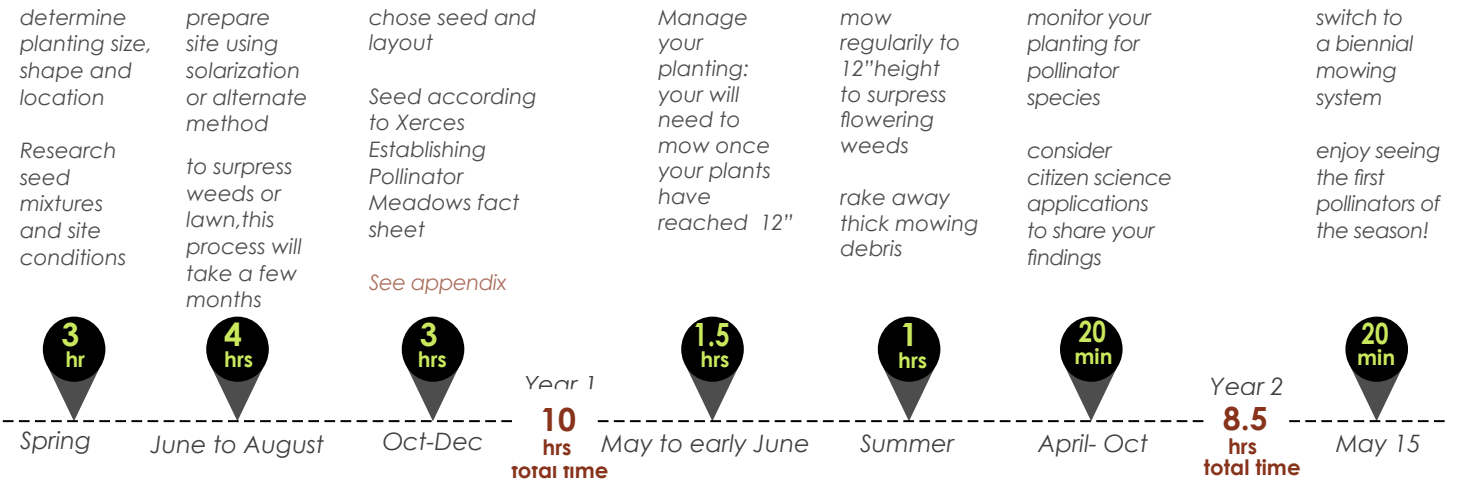 determine
planting size,
shape and
location
Research
seed
mixtures
and site
conditions
3
hr
Spring
prepare
site using
solarization
or alternate
method
to surpress
weeds or
lawn,this
process will
take a few
months
4
hrs
June to August
chose seed and
layout
Seed according
to Xerces
Establishing
Pollinator
Meadows fact
sheet
See appendix
3
hrs
Oct-Dec
Year 1
10
hrs
total time
Manage
your
planting:
your will
need to
mow once
your plants
have
reached 12”
1.5
hrs
May to early June
mow
regularily to
12”height
to surpress
flowering
weeds
rake away
thick mowing
debris
1
hrs
Summer
monitor your
planting for
pollinator
species
consider
citizen science
applications
to share your
findings
20
min
April- Oct
Year 2
8.5
hrs
total time
switch to
a biennial
mowing
system
enjoy seeing
the first
pollinators of
the season!
20
min
May 15